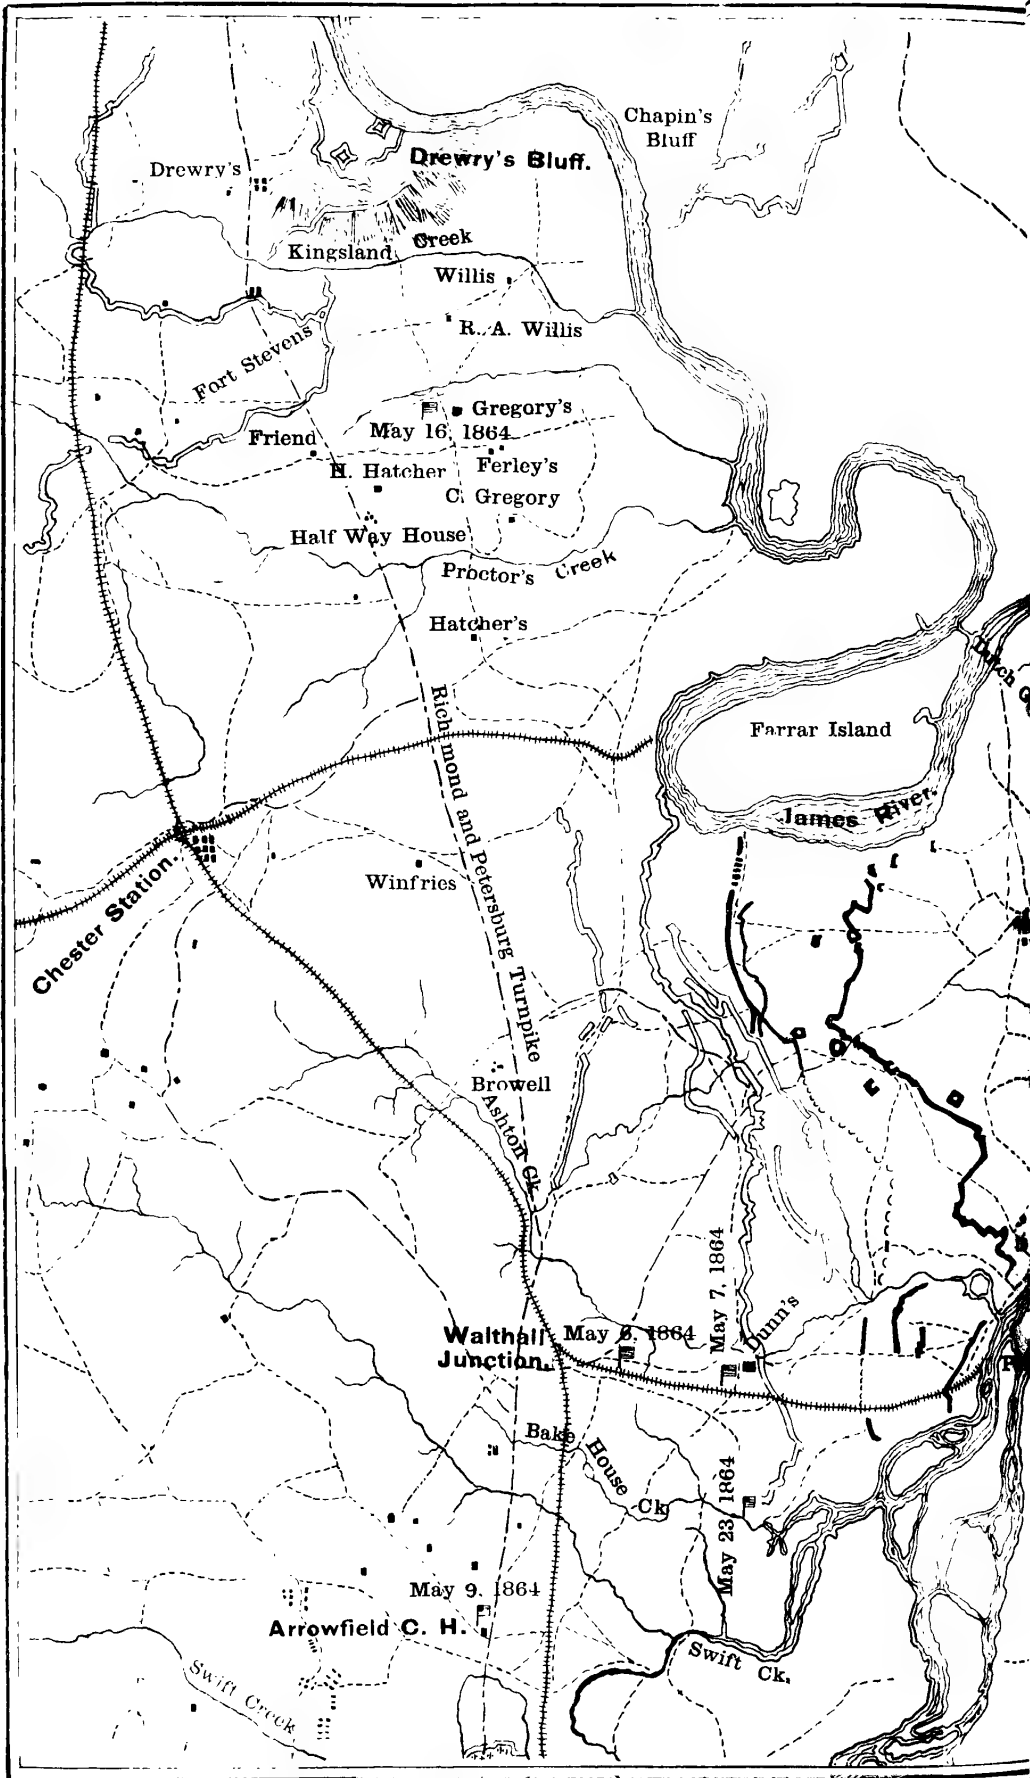 Chapin's
Bluff
Drewry's Bluff.
Drewry's
Kingsland Creek
Willis
R. A. Willis
Fort Stevens
Gregory's
May 16, 1864
Friend
Ferley's
H. Hatcher
C. Gregory
Half Way House
Proctor's Creek
Hatcher's
Dutch
Richmond and Petersburg Turnpike
Farrar Island
James River.
Chester Station.
Winfries
Browell
Ashton Ck.
May 7, 1864
Dunn's
Walthall
Junction.
May 6, 1864
Bake House Ck
May 23, 1864
May 9, 1864
Arrowfield C. H.
Swift Ck.
Swift Creek